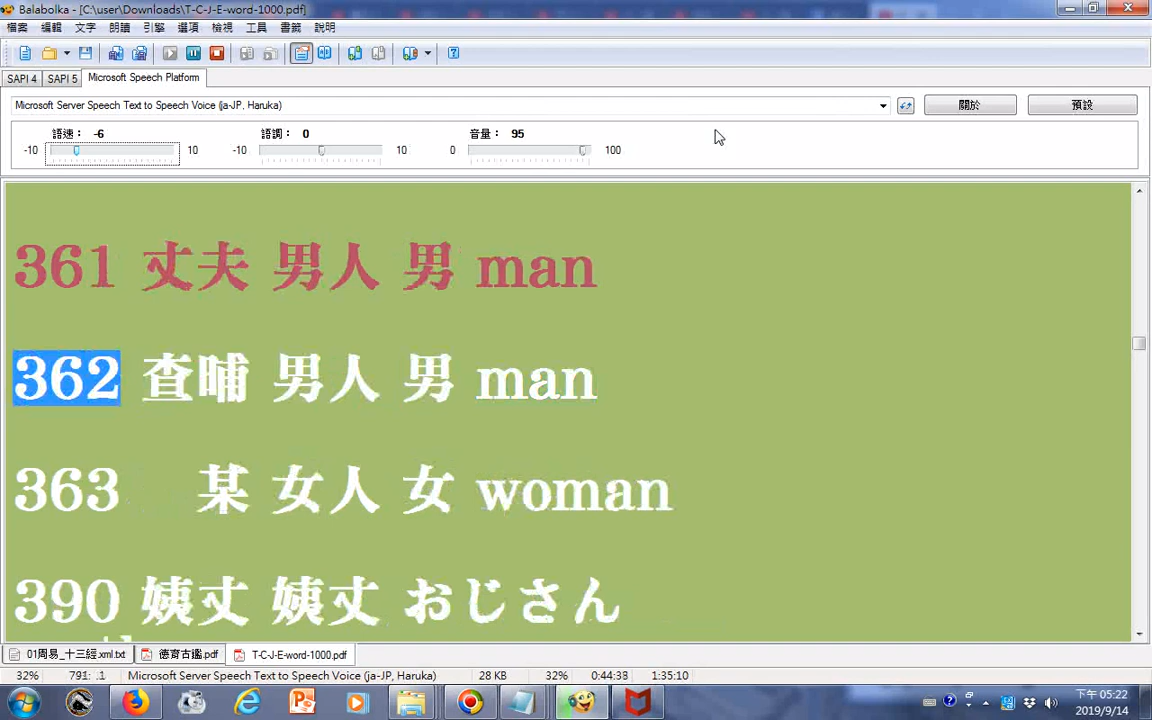 Balabolka - [C:\user\Downloads\T-C-J-E-word-1000.pdf]
檔案 編輯 文字 朗讀 引擎 選項 檢視 工具 書籤 說明
SAPI 4 SAPI 5 Microsoft Speech Platform
Microsoft Server Speech Text to Speech Voice (ja-JP, Haruka) 關於 預設
語速： -6 語調： 0 音量： 95
-10 10 -10 10 0 100
361 丈夫 男人 男 man
362 查晡 男人 男 man
363 某 女人 女 woman
390 姨丈 姨丈 おじさん
01周易_十三經.xml.txt 德育古鑑.pdf T-C-J-E-word-1000.pdf
32% 791: .1 Microsoft Server Speech Text to Speech Voice (ja-JP, Haruka) 28 KB 32% 0:44:38 1:35:10
下午 05:22
2019/9/14